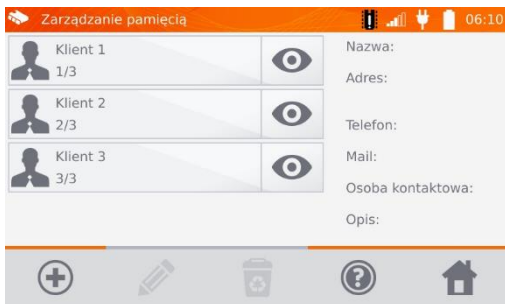 Zarządzanie pamięcią
06:10
Klient 1
1/3
Klient 2
2/3
Klient 3
3/3
Nazwa:
Adres:
Telefon:
Mail:
Osoba kontaktowa:
Opis: